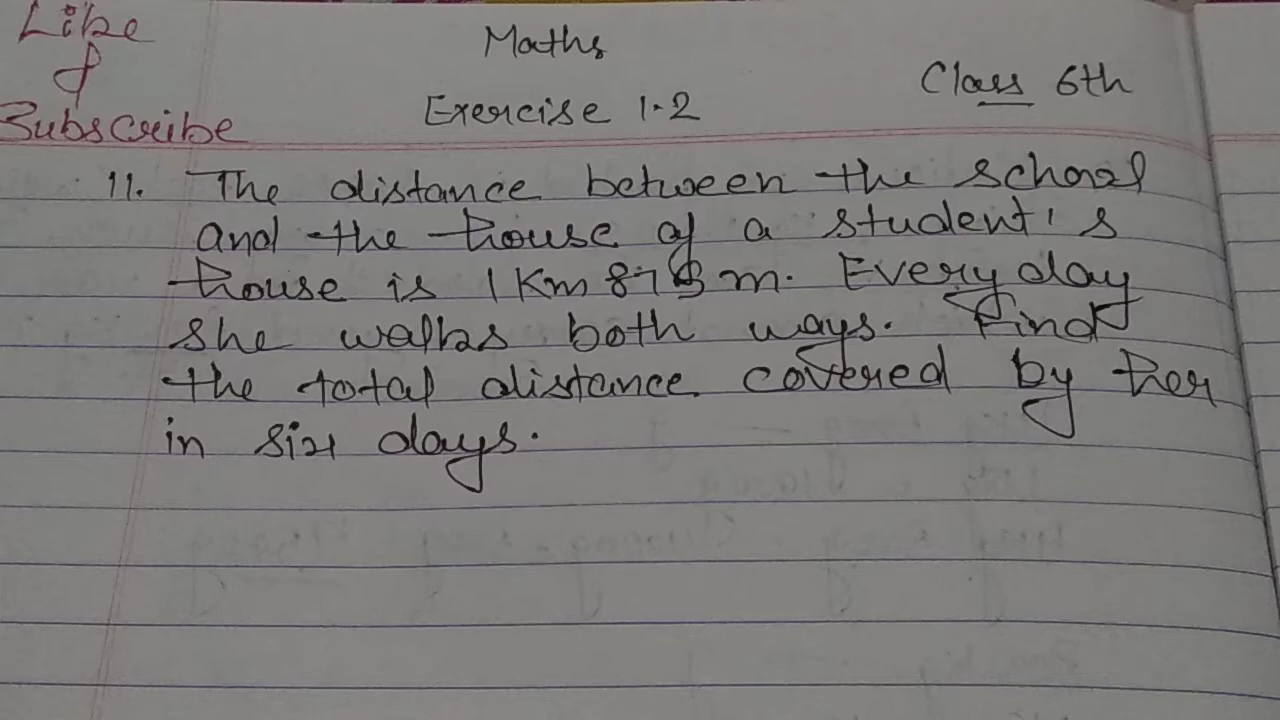 Like
&
Subscribe
Maths
Exercise 1.2
Class 6th
11. The distance between the school
and the house of a student's
house is 1 Km 875 m. Every day
she walks both ways. Find
the total distance covered by her
in six days.